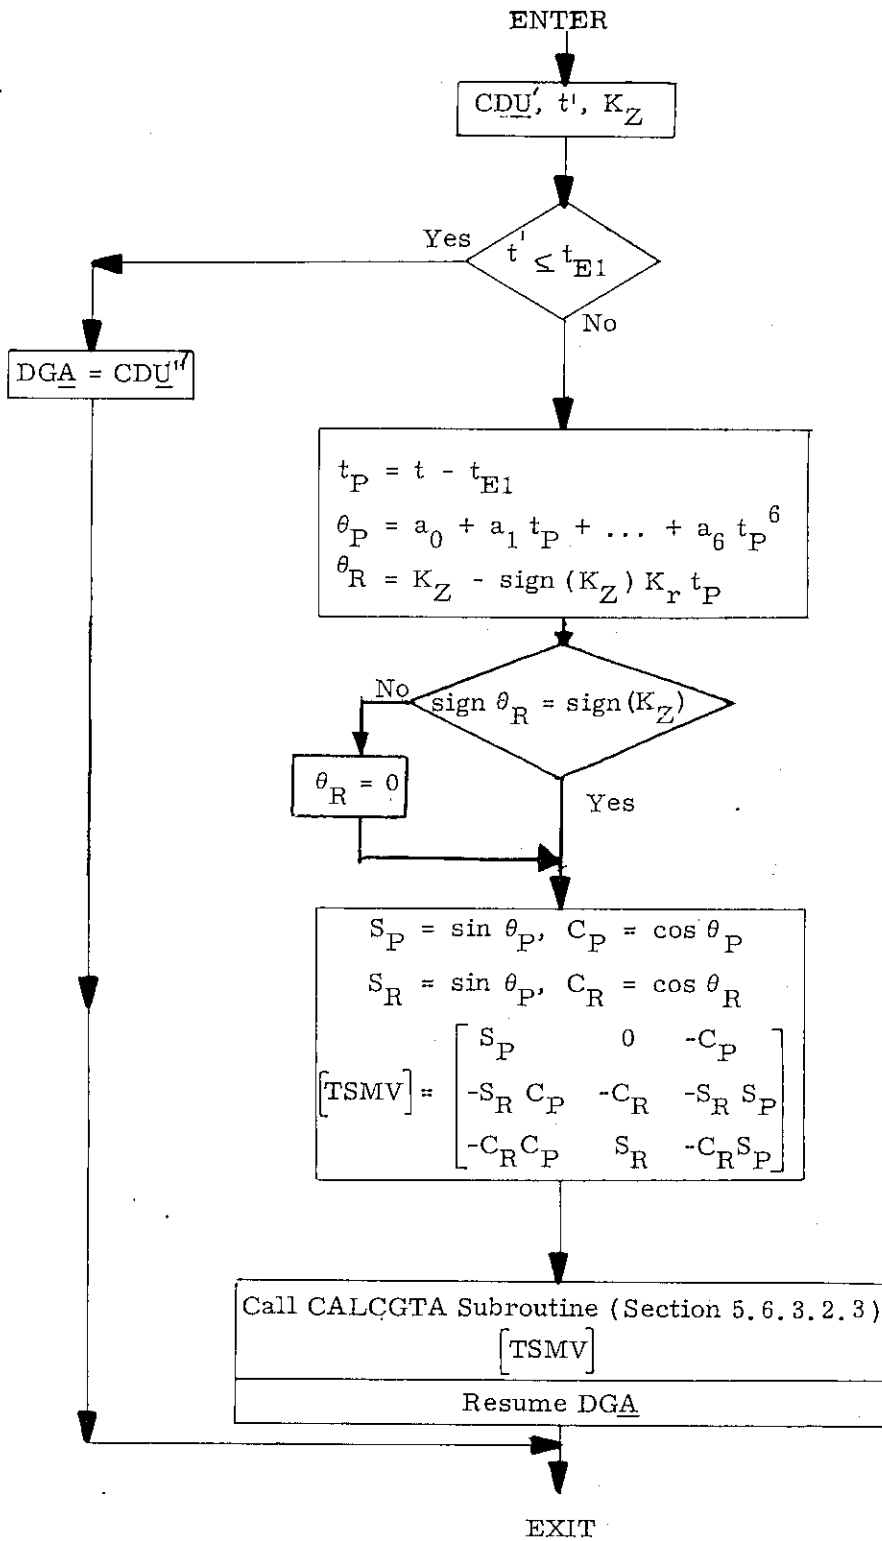 ENTER
CDU', t', K_Z
t' ≤ t_E1
Yes
No
DGA = CDU"
t_P = t - t_E1
θ_P = a_0 + a_1 t_P + ... + a_6 t_P^6
θ_R = K_Z - sign (K_Z) K_r t_P
sign θ_R = sign (K_Z)
No
θ_R = 0
Yes
S_P = sin θ_P, C_P = cos θ_P
S_R = sin θ_P, C_R = cos θ_R
[TSMV] =
S_P 0 -C_P
-S_R C_P -C_R -S_R S_P
-C_R C_P S_R -C_R S_P
Call CALCGTA Subroutine (Section 5.6.3.2.3)
[TSMV]
Resume DGA
EXIT